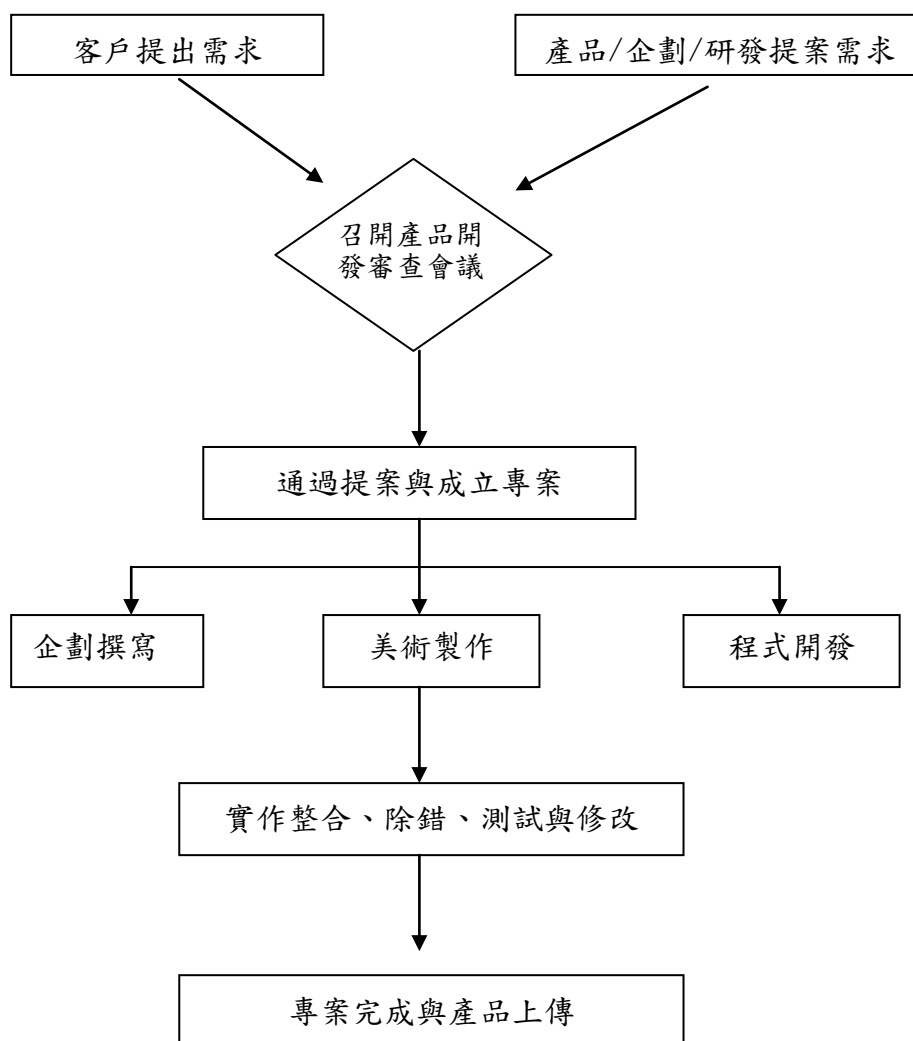 客戶提出需求
產品/企劃/研發提案需求
召開產品開
發審查會議
通過提案與成立專案
企劃撰寫
美術製作
程式開發
實作整合、除錯、測試與修改
專案完成與產品上傳